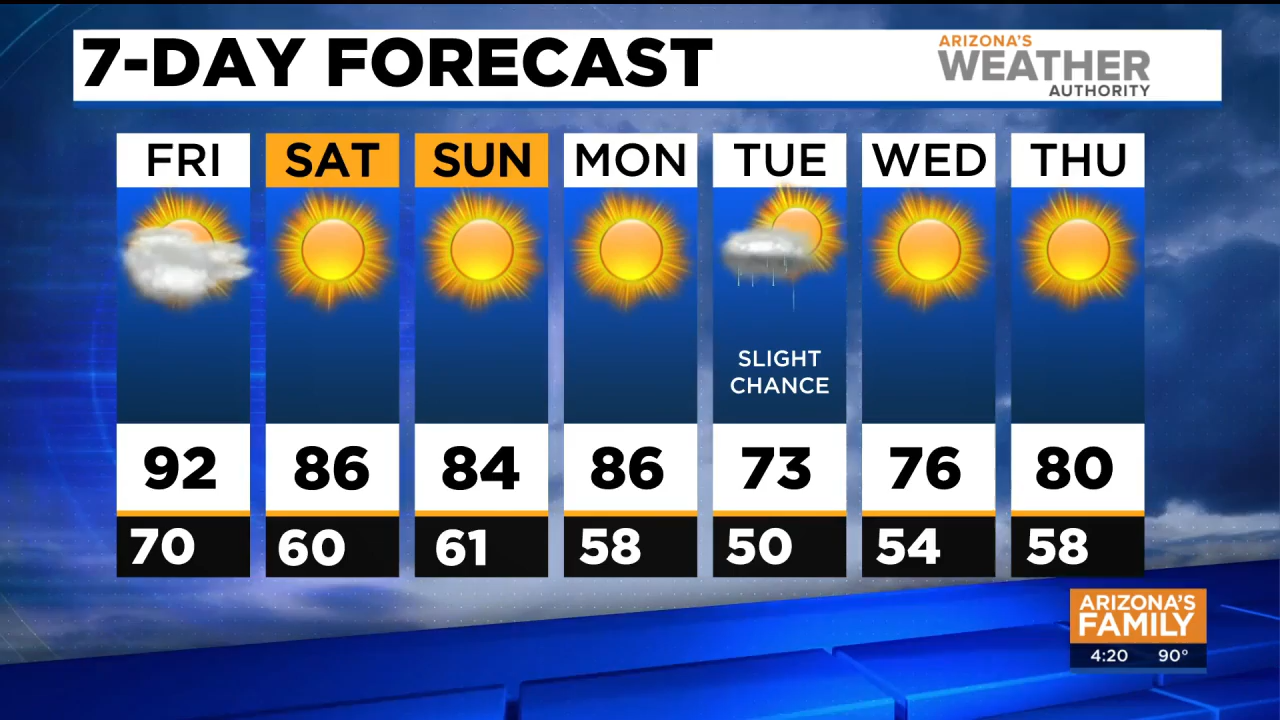 7-DAY FORECAST
ARIZONA'S
WEATHER
AUTHORITY
FRI SAT SUN MON TUE WED THU
SLIGHT
CHANCE
92 86 84 86 73 76 80
70 60 61 58 50 54 58
ARIZONA'S
FAMILY
4:20 90°